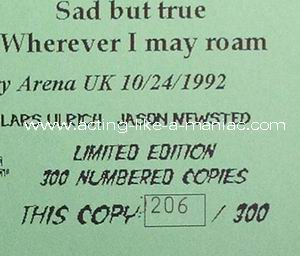 Sad but true
Wherever I may roam
y Arena UK 10/24/1992
LARS ULRICH JASON NEWSTED
www.acting-like-a-maniac.com
LIMITED EDITION
300 NUMBERED COPIES
THIS COPY: 206 / 300